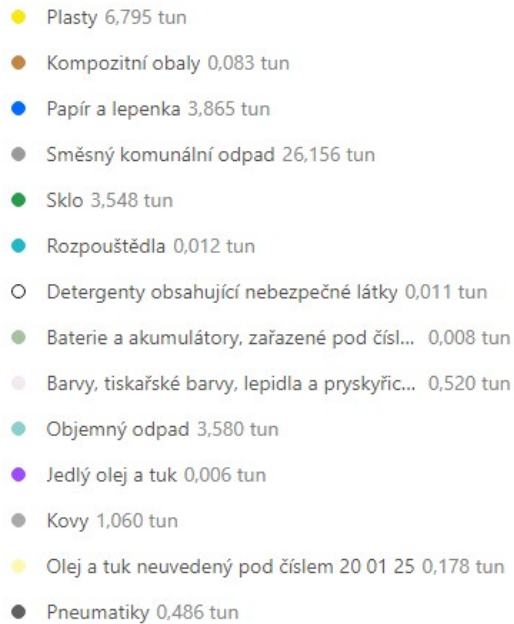 Plasty 6,795 tun
Kompozitní obaly 0,083 tun
Papír a lepenka 3,865 tun
Směsný komunální odpad 26,156 tun
Sklo 3,548 tun
Rozpouštědla 0,012 tun
Detergenty obsahující nebezpečné látky 0,011 tun
Baterie a akumulátory, zařazené pod čísl... 0,008 tun
Barvy, tiskařské barvy, lepidla a pryskyřic... 0,520 tun
Objemný odpad 3,580 tun
Jedlý olej a tuk 0,006 tun
Kovy 1,060 tun
Olej a tuk neuvedený pod číslem 20 01 25 0,178 tun
Pneumatiky 0,486 tun